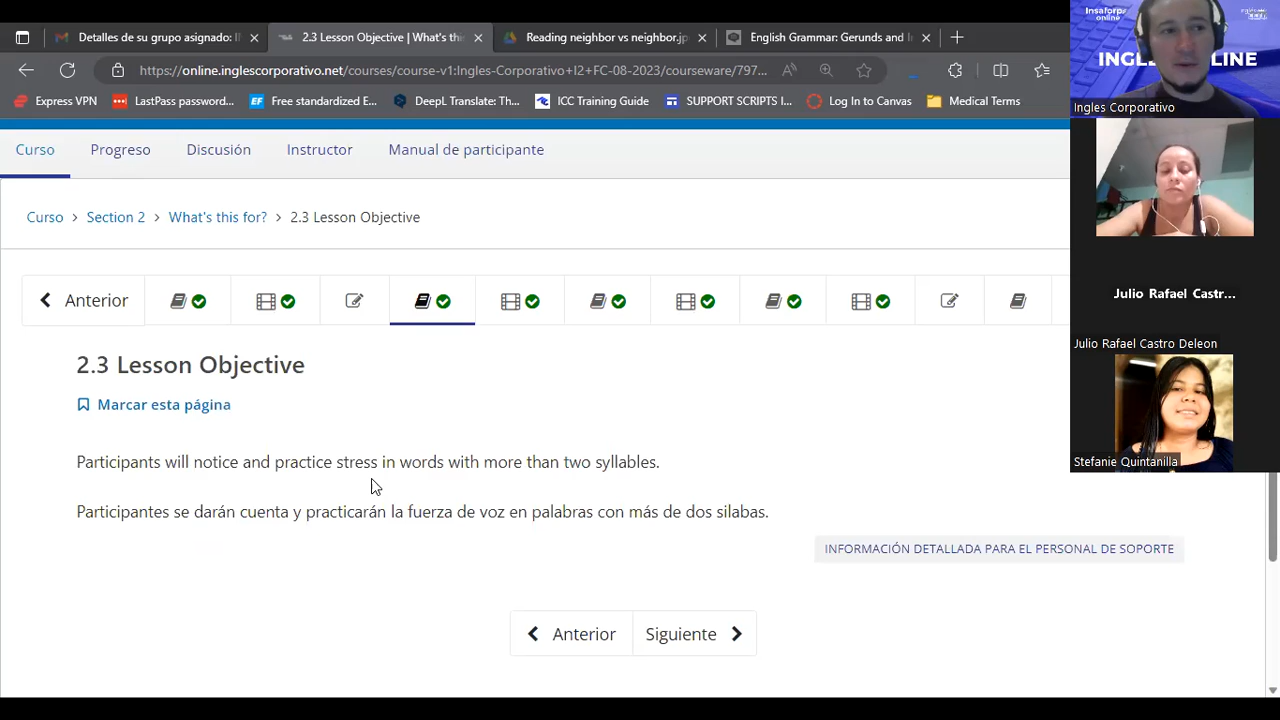 Detalles de su grupo asignado: I
2.3 Lesson Objective | What's thi
Reading neighbor vs neighbor.jp
English Grammar: Gerunds and I
https://online.inglescorporativo.net/courses/course-v1:Ingles-Corporativo+I2+FC-08-2023/courseware/797...
Express VPN
LastPass password...
Free standardized E...
DeepL Translate: Th...
ICC Training Guide
SUPPORT SCRIPTS I...
Log In to Canvas
Medical Terms
Curso
Progreso
Discusión
Instructor
Manual de participante
Curso > Section 2 > What's this for? > 2.3 Lesson Objective
Anterior
2.3 Lesson Objective
Marcar esta página
Participants will notice and practice stress in words with more than two syllables.
Participantes se darán cuenta y practicarán la fuerza de voz en palabras con más de dos silabas.
INFORMACIÓN DETALLADA PARA EL PERSONAL DE SOPORTE
Anterior
Siguiente
Insaforp
online
INGL
LINE
Ingles Corporativo
Julio Rafael Castr...
Julio Rafael Castro Deleon
Stefanie Quintanilla